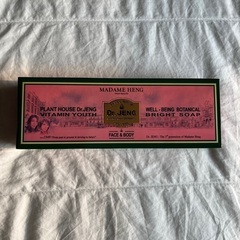 MADAME HENG
PLANT HOUSE Dr.JENG
VITAMIN YOUTH
Dr. JENG
WELL-BEING BOTANICAL
BRIGHT SOAP
FACE & BODY